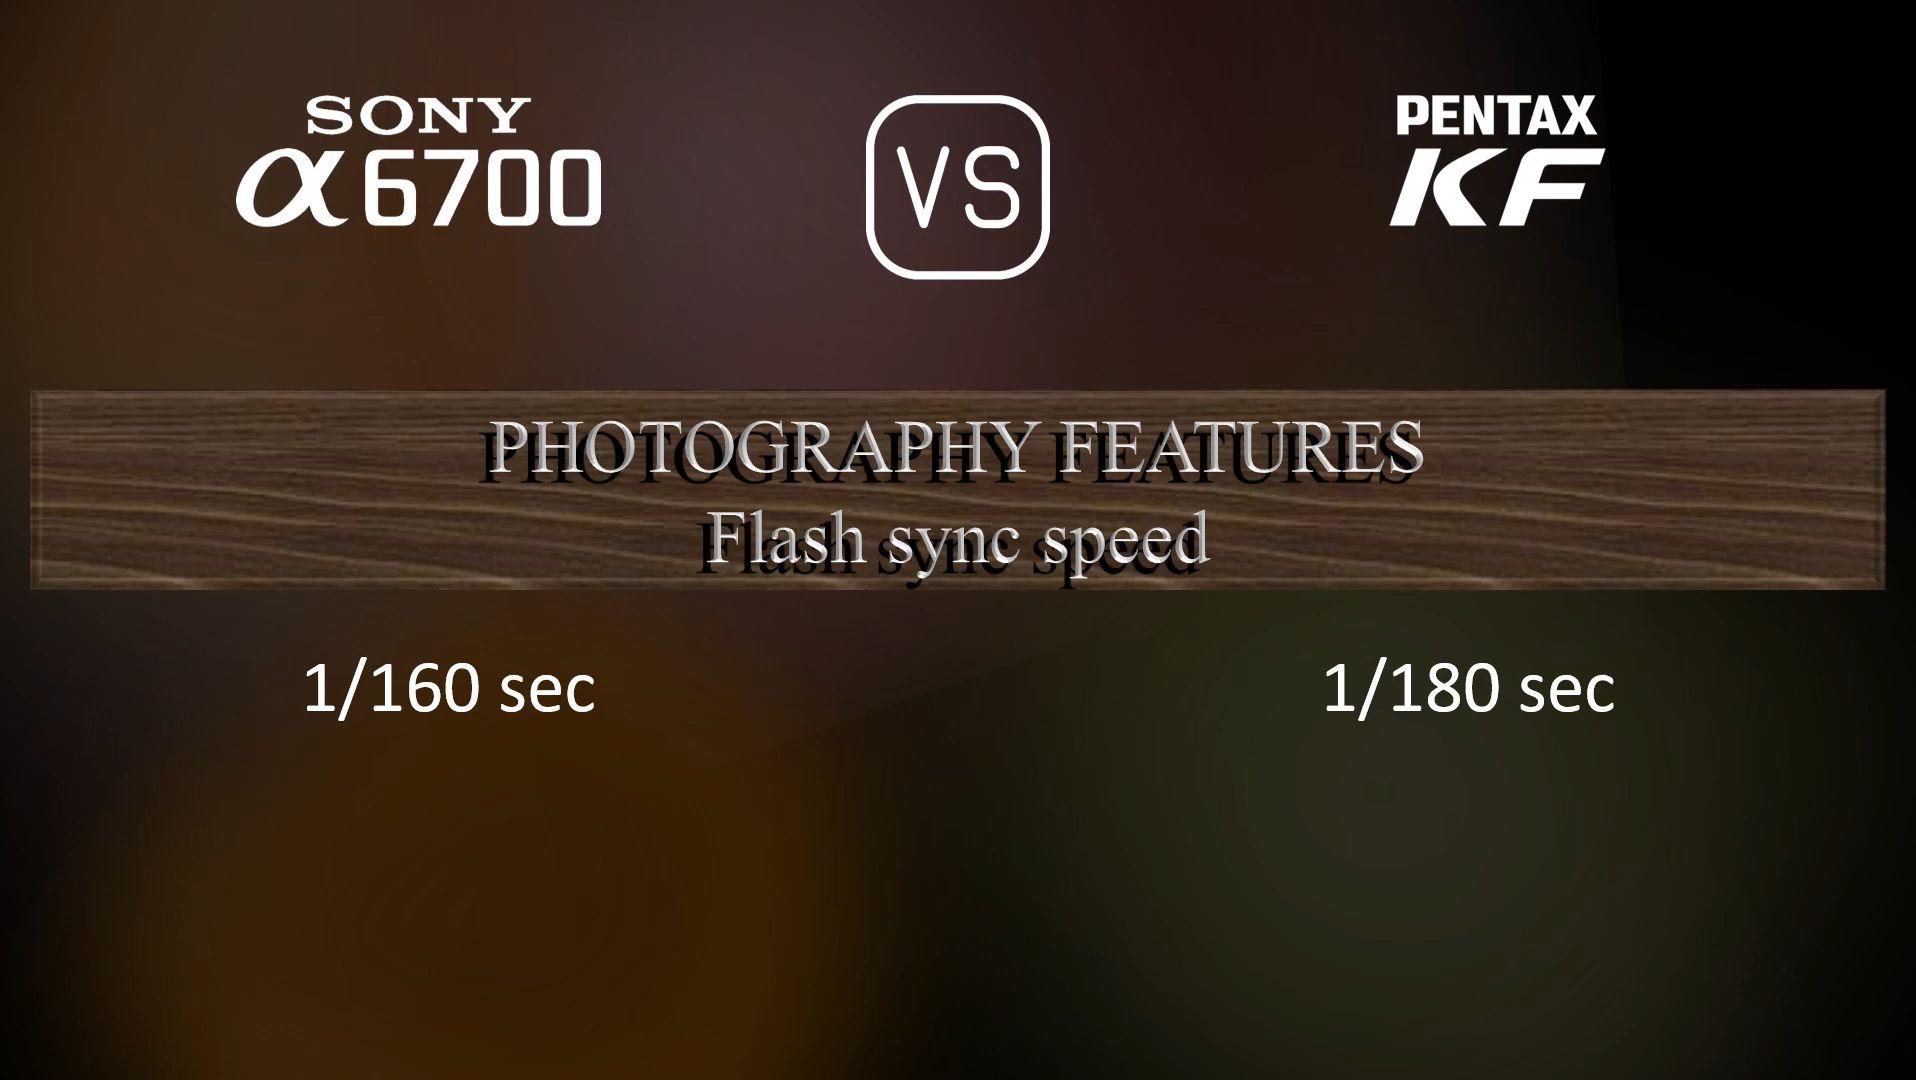 SONY
α6700
VS
PENTAX
KF
PHOTOGRAPHY FEATURES
Flash sync speed
1/160 sec
1/180 sec